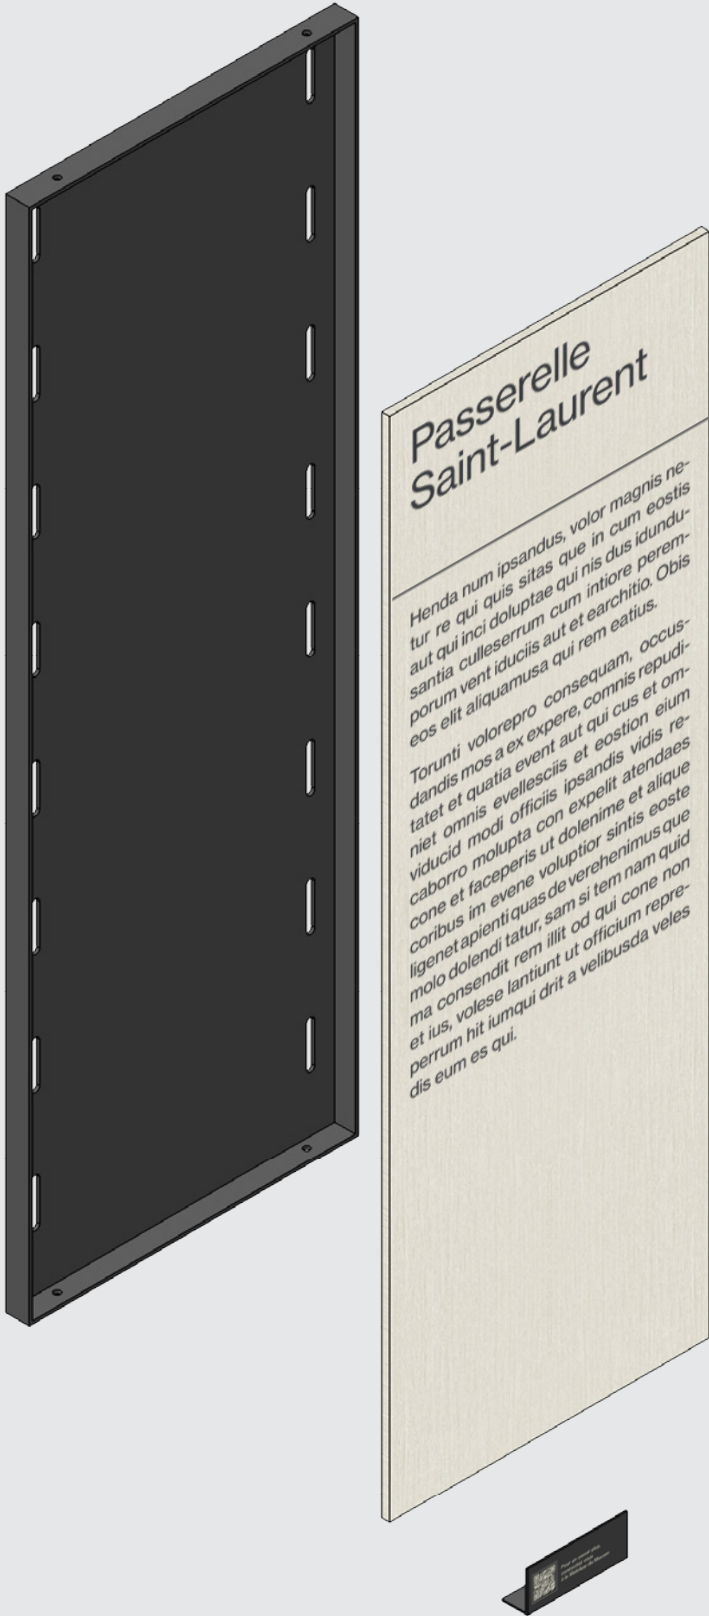 Passerelle
Saint-Laurent
Henda num ipsandus, volor magnis ne-
tur re qui quis sitas que in cum eostis
aut qui inci doluptae qui nis dus idundu-
santia culleserrum cum intiore perem-
porum vent iduciis aut et earchitio. Obis
eos elit aliquamusa qui rem eatius.
Torunti volorepro consequam, occus-
dandis mos a ex expere, comnis repudi-
tatet et quatia event aut qui cus et om-
niet omnis evellesciis et eostion eium
viducid modi officiis ipsandis vidis re-
caborro molupta con expelit atendaes
cone et faceperis ut dolenime et alique
coribus im evene voluptior sintis eoste
ligenet apienti quas de verehenimus que
molo dolendi tatur, sam si tem nam quid
ma consendit rem illit od qui cone non
et ius, volese lantiunt ut officium repre-
perrum hit iumqui drit a velibusda veles
dis eum es qui.